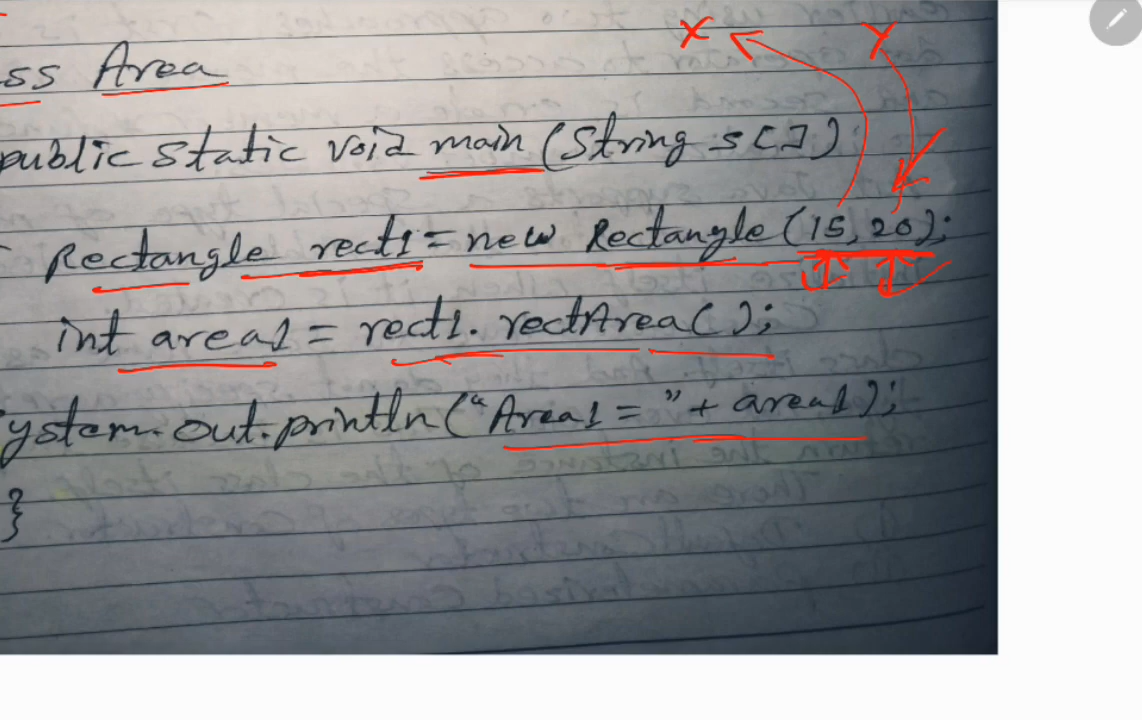 X Y
ss Area
public static void main (String s[])
Rectangle rect1 = new Rectangle (15, 20);
int area1 = rect1. rectArea( );
ystem. out. println ("Area1 = " + area1);
}